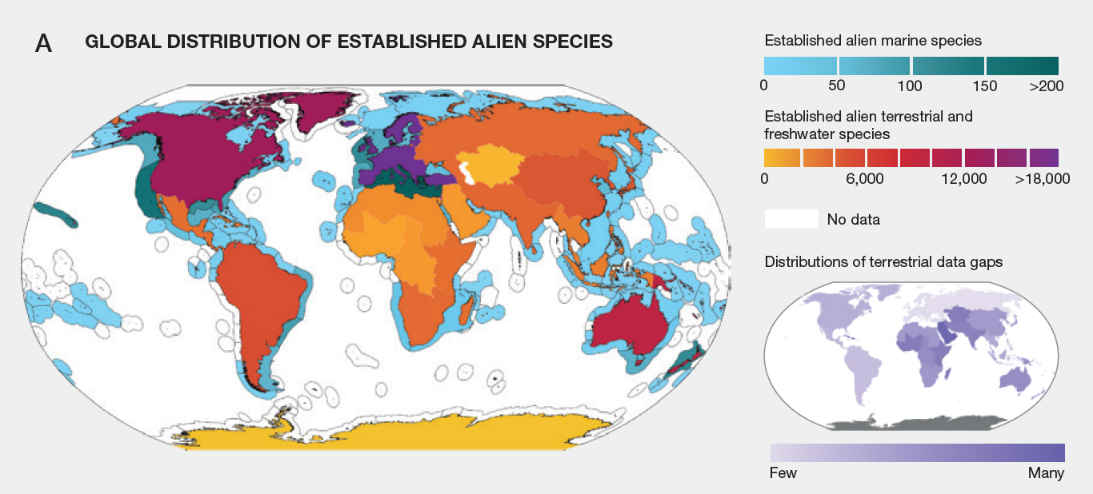 A GLOBAL DISTRIBUTION OF ESTABLISHED ALIEN SPECIES
Established alien marine species
0 50 100 150 >200
Established alien terrestrial and
freshwater species
0 6,000 12,000 >18,000
No data
Distributions of terrestrial data gaps
Few Many